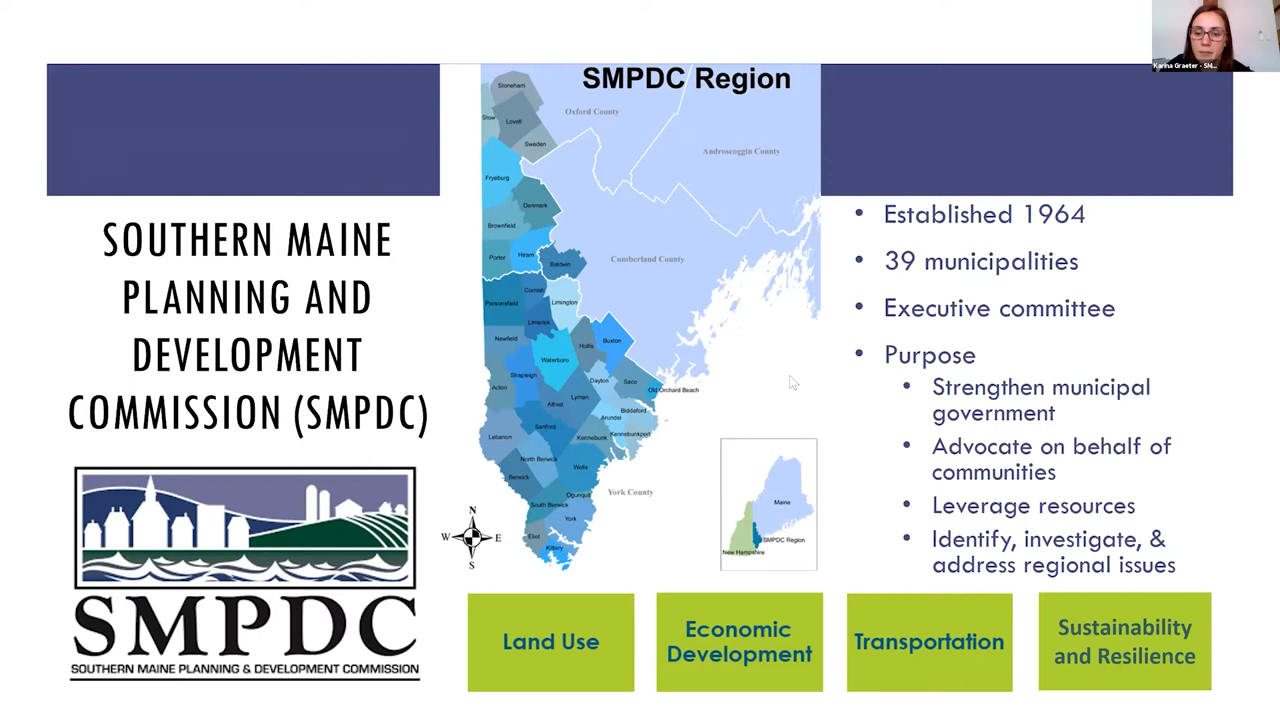 Karina Graeter - SM...
SMPDC Region
SOUTHERN MAINE
PLANNING AND
DEVELOPMENT
COMMISSION (SMPDC)
SMPDC
SOUTHERN MAINE PLANNING & DEVELOPMENT COMMISSION
Stoneham
Oxford County
Stow
Lovell
Sweden
Androscoggin County
Fryeburg
Denmark
Brownfield
Porter
Hiram
Baldwin
Cumberland County
Cornish
Parsonsfield
Limington
Limerick
Newfield
Hollis
Buxton
Waterboro
Shapleigh
Dayton
Saco
Acton
Old Orchard Beach
Lyman
Alfred
Biddeford
Arundel
Sanford
Lebanon
Kennebunk
Kennebunkport
North Berwick
Wells
Berwick
York County
Ogunquit
South Berwick
York
Eliot
Kittery
N
W
E
S
Maine
SMPDC Region
New Hampshire
• Established 1964
• 39 municipalities
• Executive committee
• Purpose
• Strengthen municipal
government
• Advocate on behalf of
communities
• Leverage resources
• Identify, investigate, &
address regional issues
Land Use
Economic
Development
Transportation
Sustainability
and Resilience